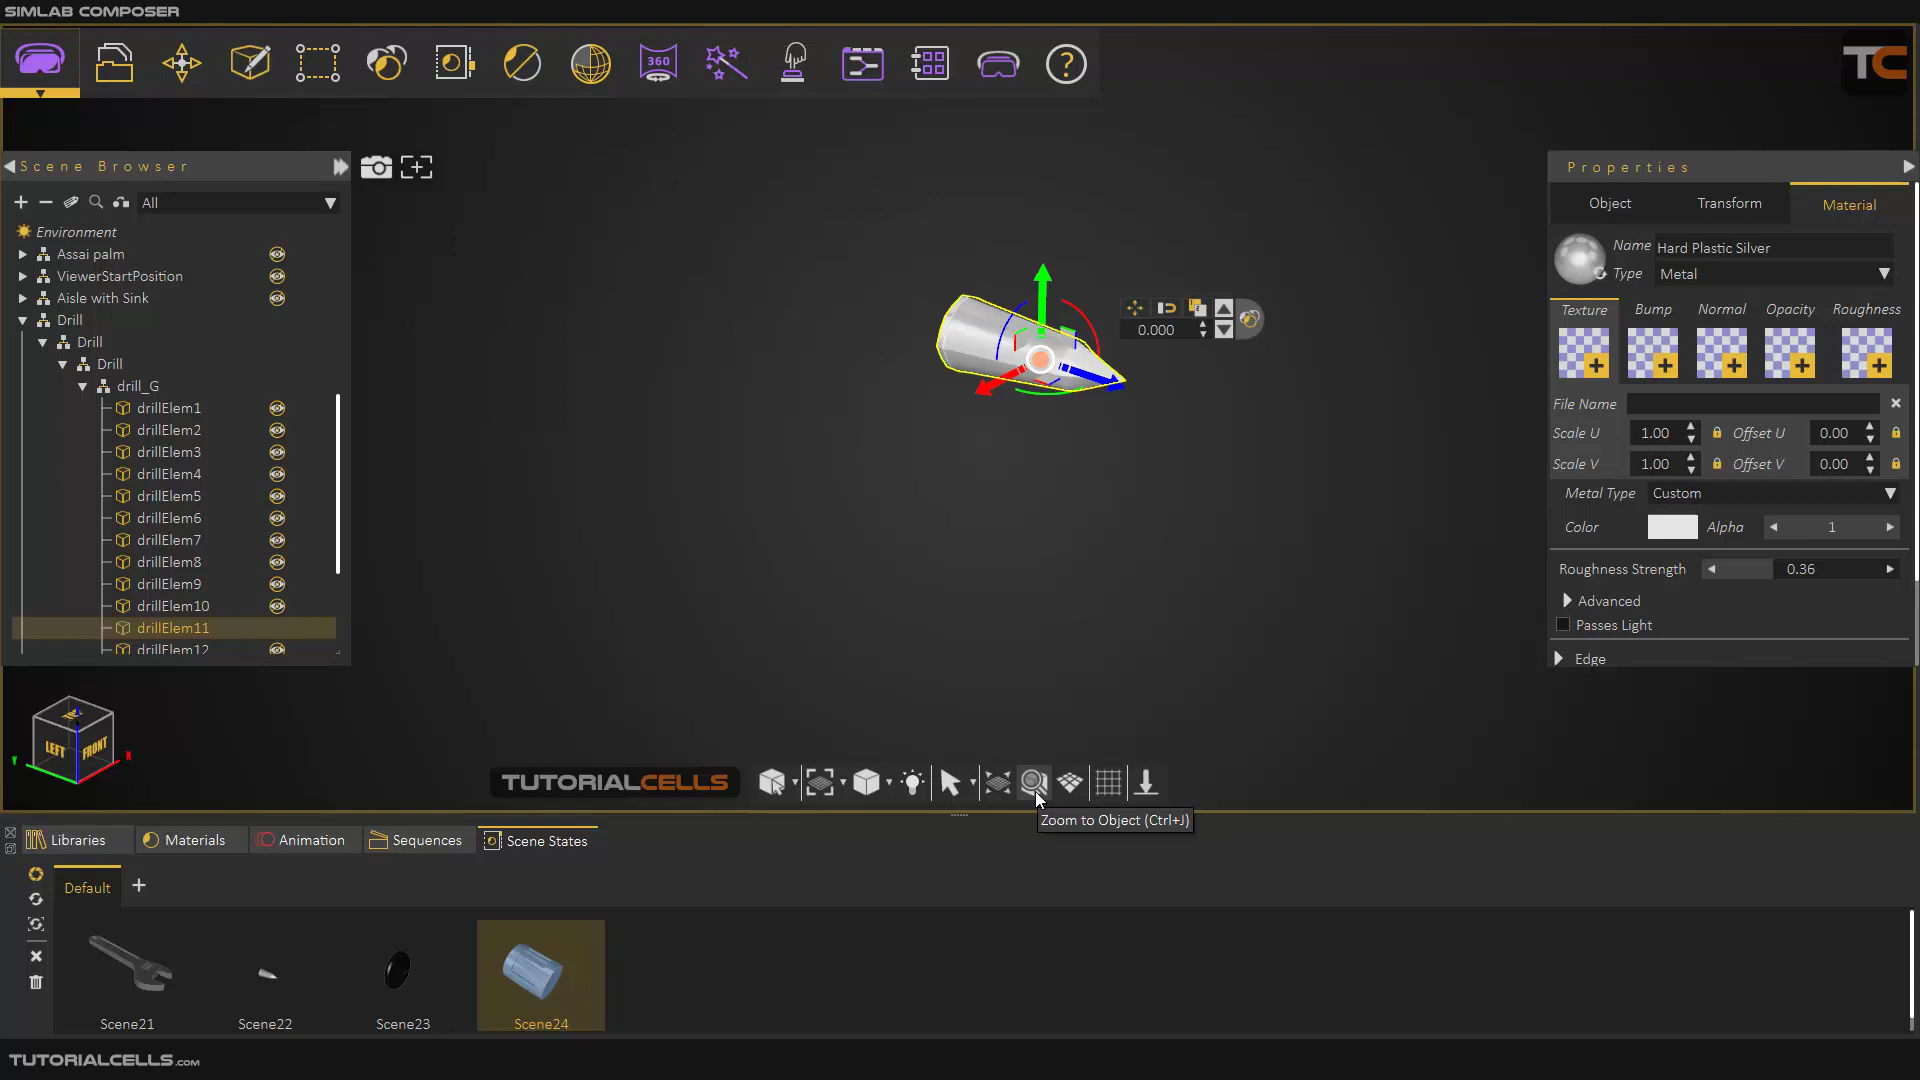 SIMLAB COMPOSER
360
?
TC
Scene Browser
All
Environment
Assai palm
ViewerStartPosition
Aisle with Sink
Drill
Drill
Drill
drill_G
drillElem1
drillElem2
drillElem3
drillElem4
drillElem5
drillElem6
drillElem7
drillElem8
drillElem9
drillElem10
drillElem11
drillElem12
0.000
Properties
Object Transform Material
Name Hard Plastic Silver
Type Metal
Texture Bump Normal Opacity Roughness
File Name
Scale U 1.00 Offset U 0.00
Scale V 1.00 Offset V 0.00
Metal Type Custom
Color Alpha 1
Roughness Strength 0.36
Advanced
Passes Light
Edge
LEFT FRONT
Y X
TUTORIALCELLS
Zoom to Object (Ctrl+J)
Libraries Materials Animation Sequences Scene States
Default +
Scene21 Scene22 Scene23 Scene24
TUTORIALCELLS.COM